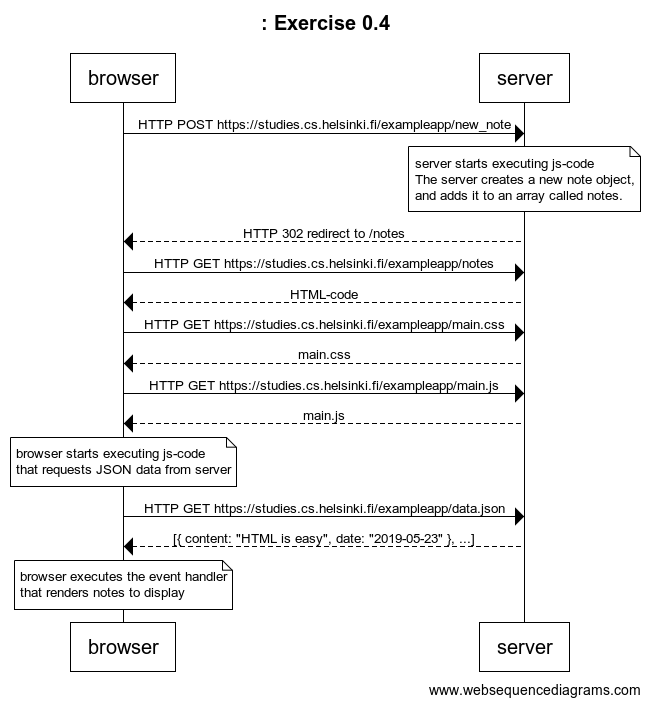 : Exercise 0.4
browser
server
HTTP POST https://studies.cs.helsinki.fi/exampleapp/new_note
server starts executing js-code
The server creates a new note object,
and adds it to an array called notes.
HTTP 302 redirect to /notes
HTTP GET https://studies.cs.helsinki.fi/exampleapp/notes
HTML-code
HTTP GET https://studies.cs.helsinki.fi/exampleapp/main.css
main.css
HTTP GET https://studies.cs.helsinki.fi/exampleapp/main.js
main.js
browser starts executing js-code
that requests JSON data from server
HTTP GET https://studies.cs.helsinki.fi/exampleapp/data.json
[{ content: "HTML is easy", date: "2019-05-23" }, ...]
browser executes the event handler
that renders notes to display
browser
server
www.websequencediagrams.com